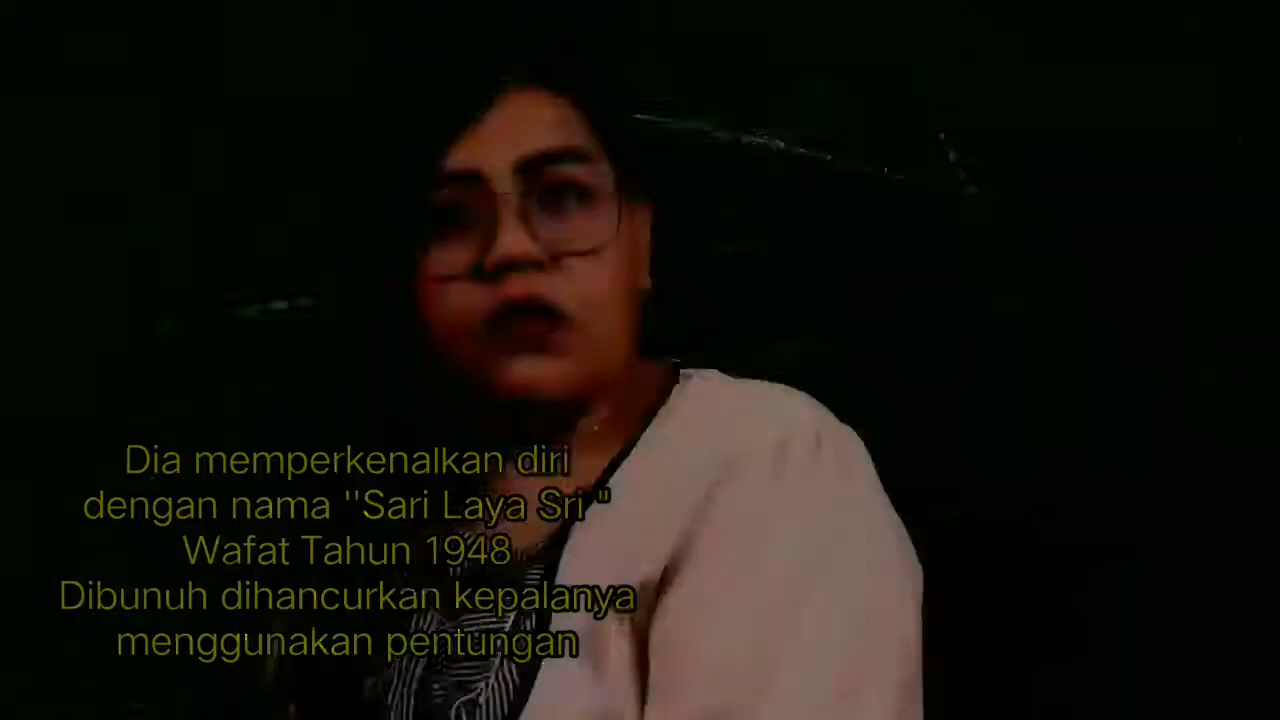 Dia memperkenalkan diri
dengan nama "Sari Laya Sri "
Wafat Tahun 1948
Dibunuh dihancurkan kepalanya
menggunakan pentungan